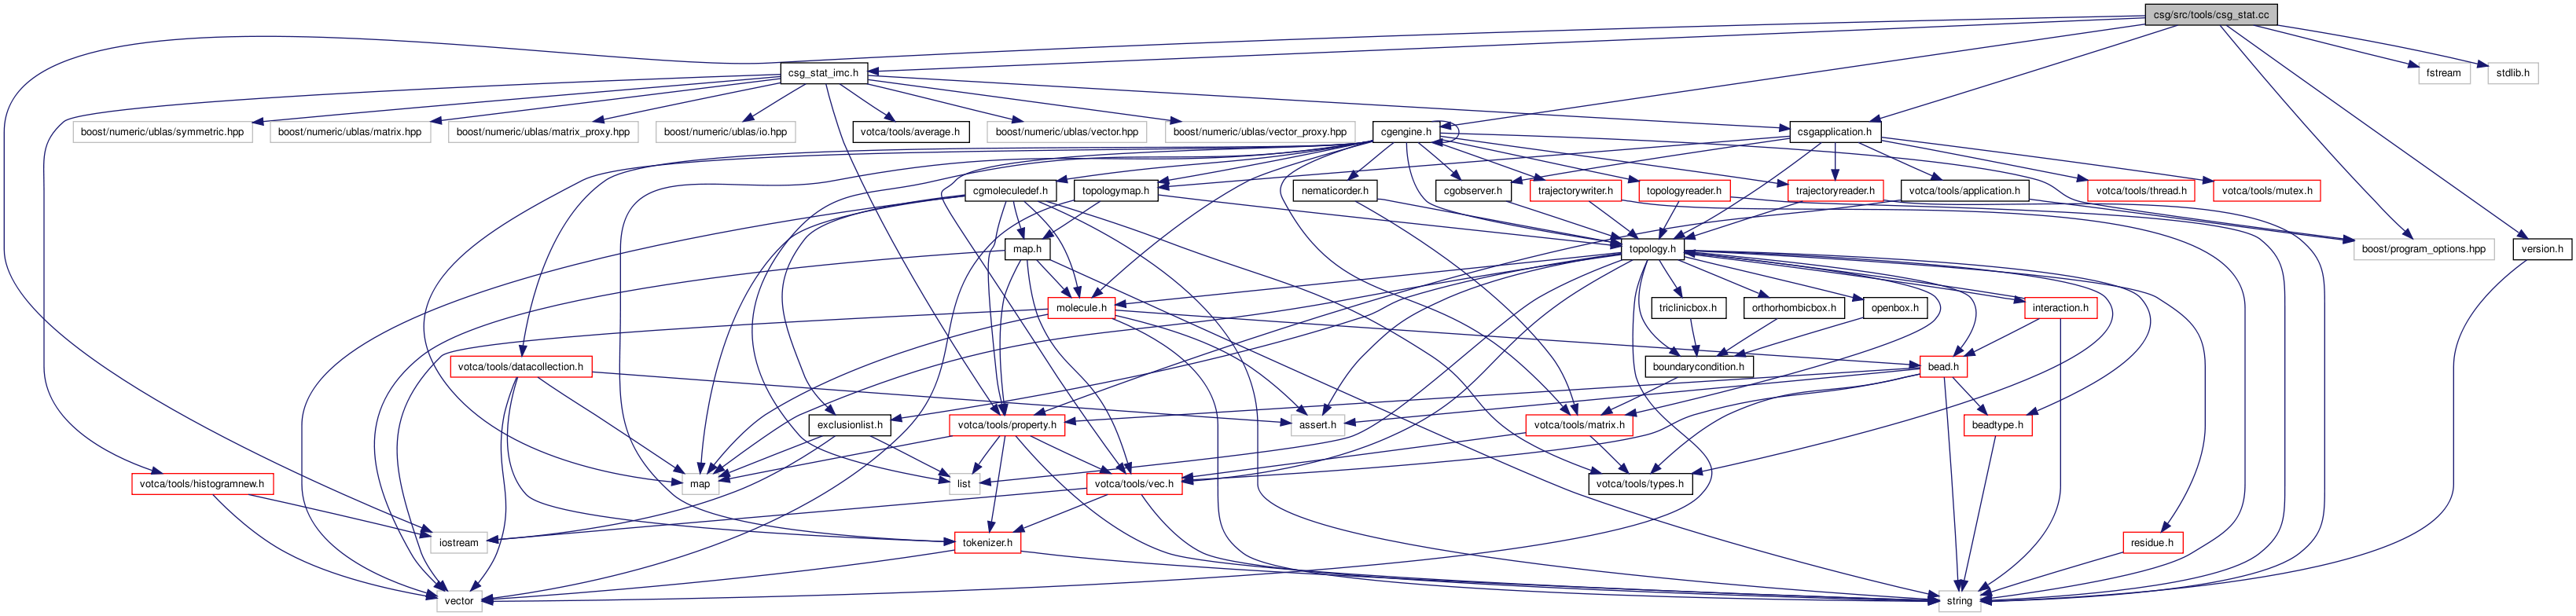 csg/src/tools/csg_stat.cc
csg_stat_imc.h
fstream
stdlib.h
boost/numeric/ublas/symmetric.hpp
boost/numeric/ublas/matrix.hpp
boost/numeric/ublas/matrix_proxy.hpp
boost/numeric/ublas/io.hpp
votca/tools/average.h
boost/numeric/ublas/vector.hpp
boost/numeric/ublas/vector_proxy.hpp
cgengine.h
csgapplication.h
cgmoleculedef.h
topologymap.h
nematicorder.h
cgobserver.h
trajectorywriter.h
topologyreader.h
trajectoryreader.h
votca/tools/application.h
votca/tools/thread.h
votca/tools/mutex.h
map.h
topology.h
boost/program_options.hpp
version.h
molecule.h
triclinicbox.h
orthorhombicbox.h
openbox.h
interaction.h
votca/tools/datacollection.h
boundarycondition.h
bead.h
exclusionlist.h
votca/tools/property.h
assert.h
votca/tools/matrix.h
beadtype.h
votca/tools/histogramnew.h
map
list
votca/tools/vec.h
votca/tools/types.h
iostream
tokenizer.h
residue.h
vector
string